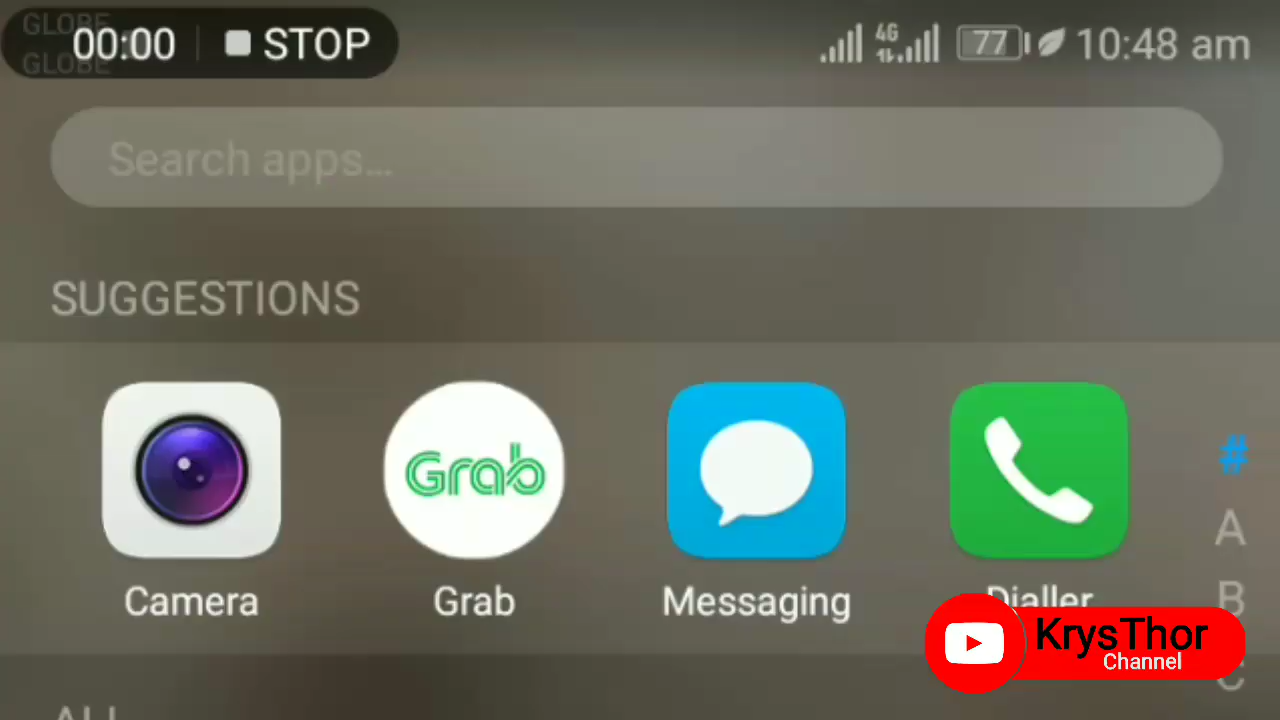 GLOBE
GLOBE
00:00 STOP
4G 77 10:48 am
Search apps...
SUGGESTIONS
Grab
Camera Grab Messaging Dialler
#
A
B
C
KrysThor
Channel
ALL